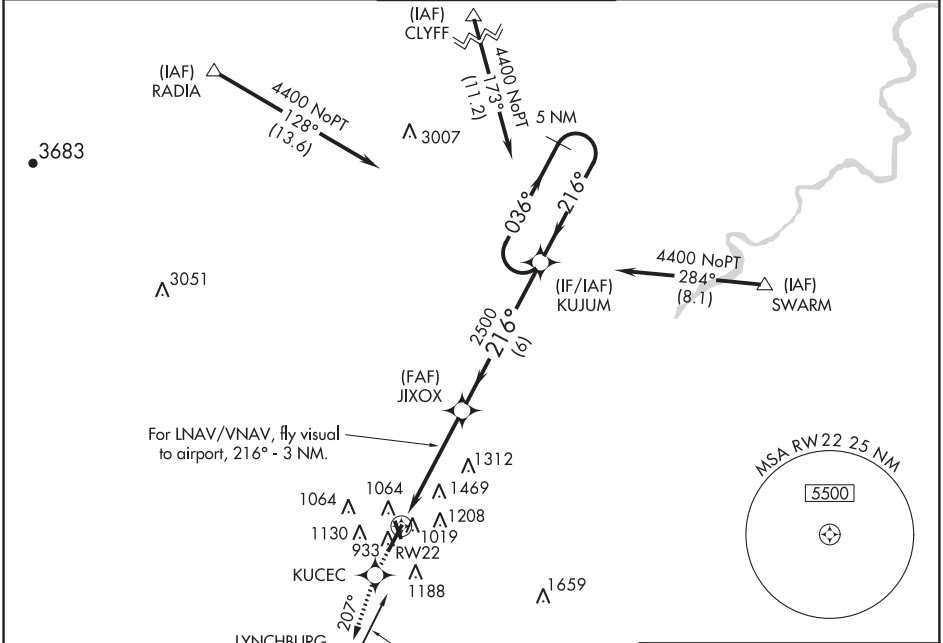 (IAF)
CLYFF
4400 NoPT
173°
(11.2)
(IAF)
RADIA
4400 NoPT
128°
(13.6)
3007
5 NM
3683
036°
216°
3051
4400 NoPT
284°
(8.1)
(IF/IAF)
KUJUM
(IAF)
SWARM
2500
216°
(6)
(FAF)
JIXOX
For LNAV/VNAV, fly visual
to airport, 216° - 3 NM.
MSA RW22 25 NM
5500
1312
1469
1064
1064
1208
1130
1019
933
RW22
KUCEC
1188
1659
207°
LYNCHBURG